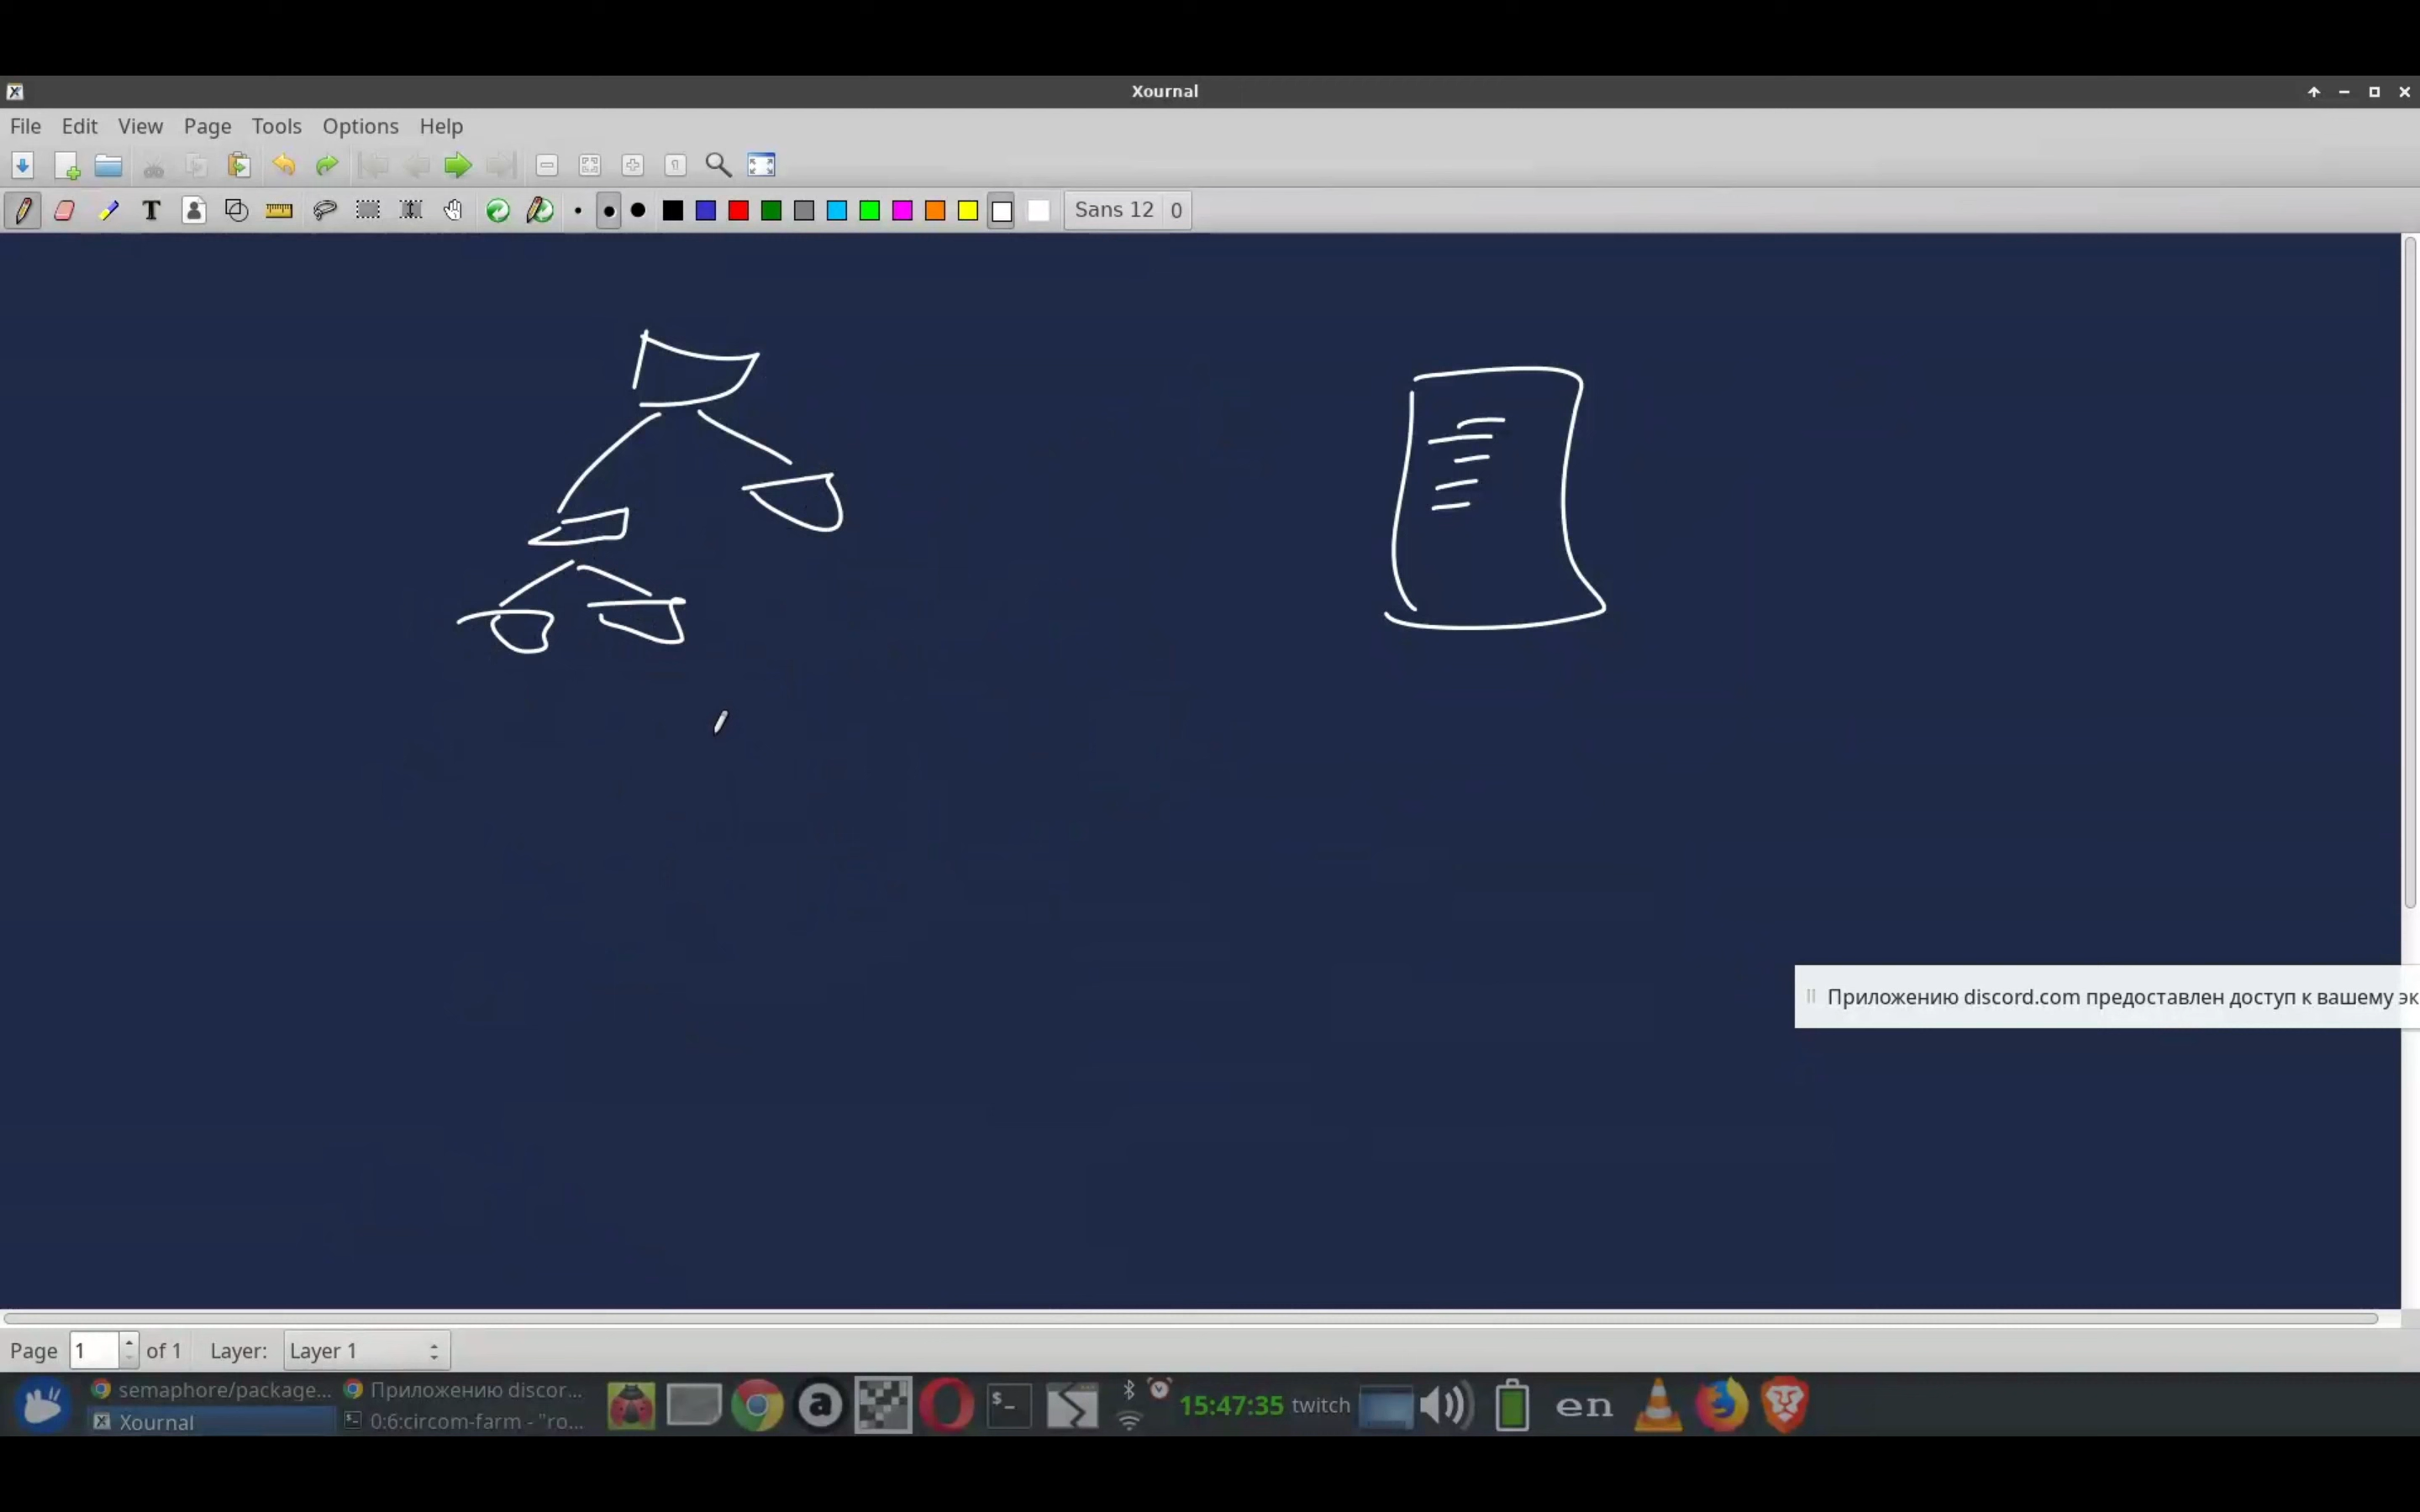 Xournal
File Edit View Page Tools Options Help
Sans 12 0
Приложению discord.com предоставлен доступ к вашему эк
Page 1 of 1 Layer: Layer 1
semaphore/package... Приложению discor...
Xournal 0:6:circom-farm - "ro...
15:47:35 twitch en